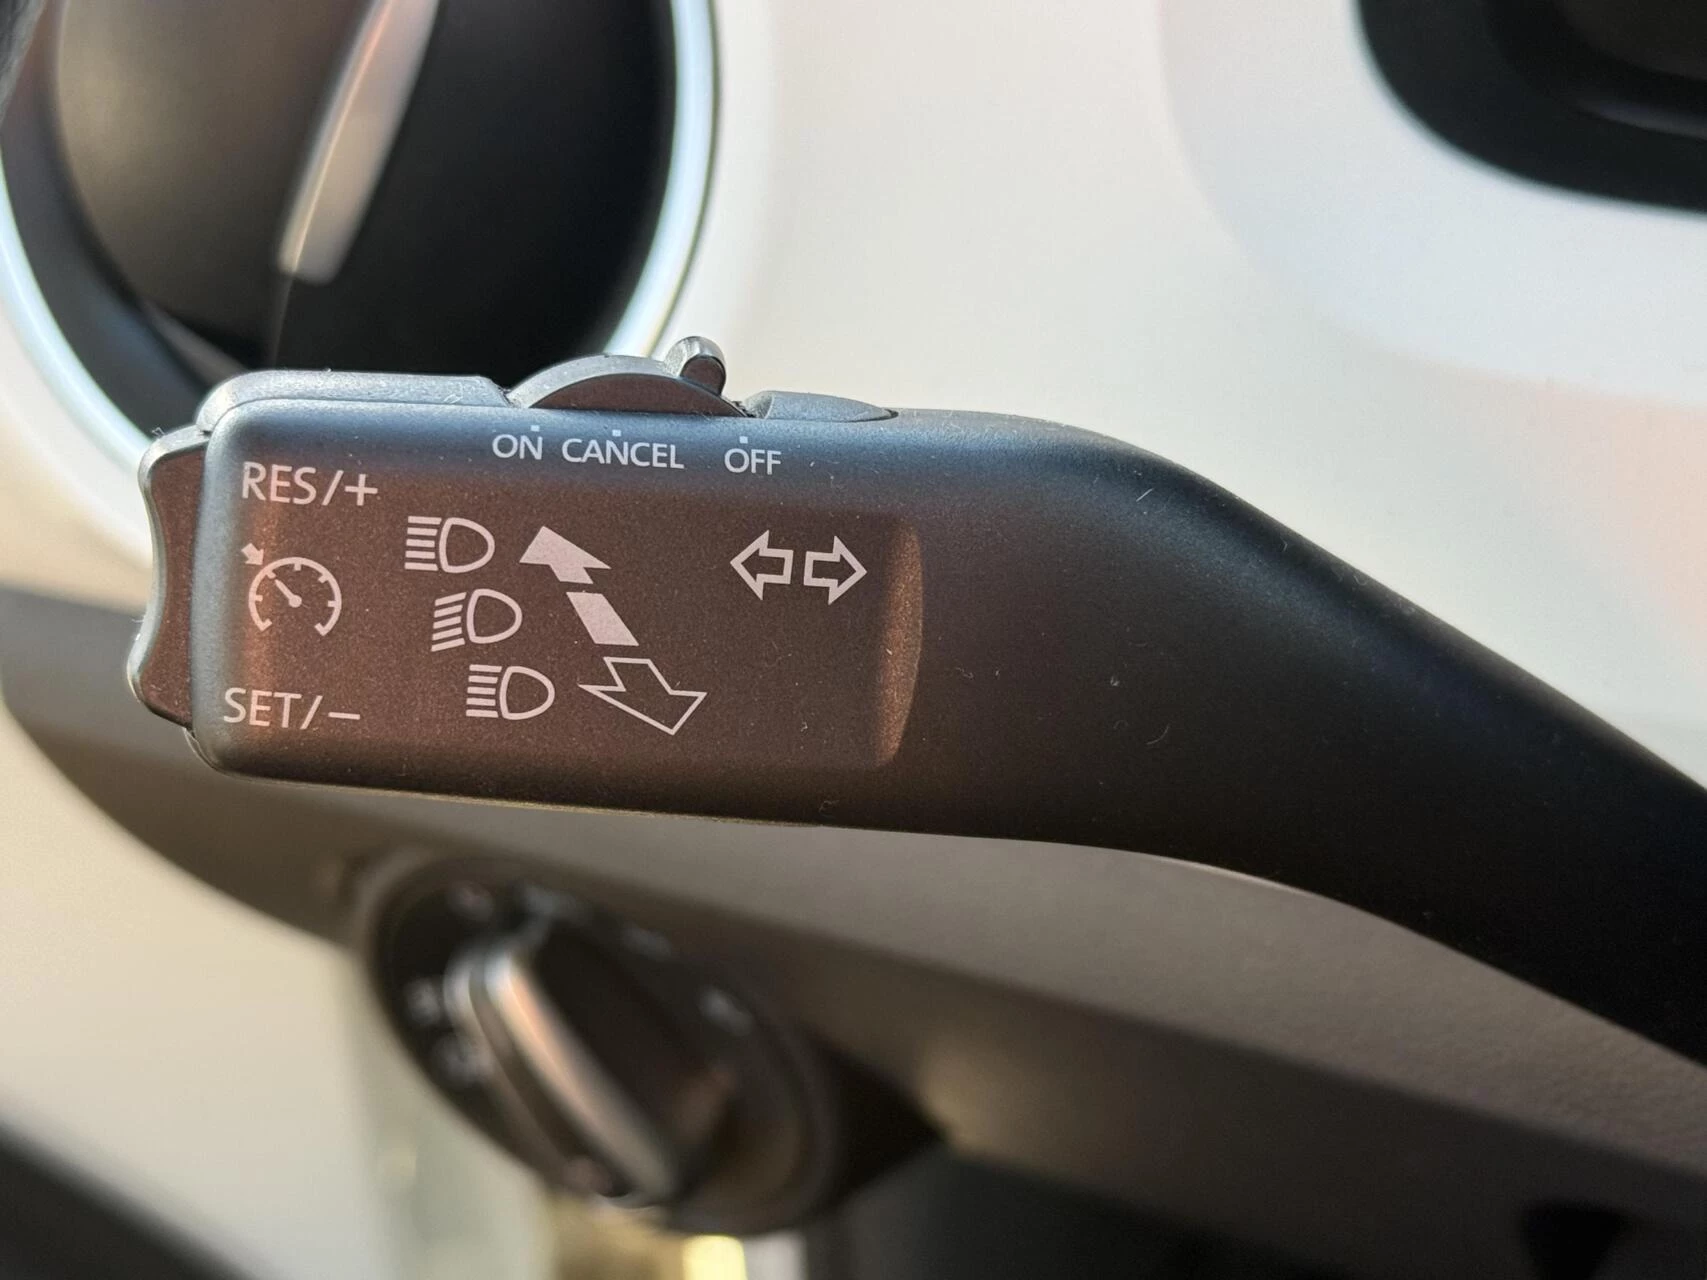 ON CANCEL OFF
RES/+
SET/–